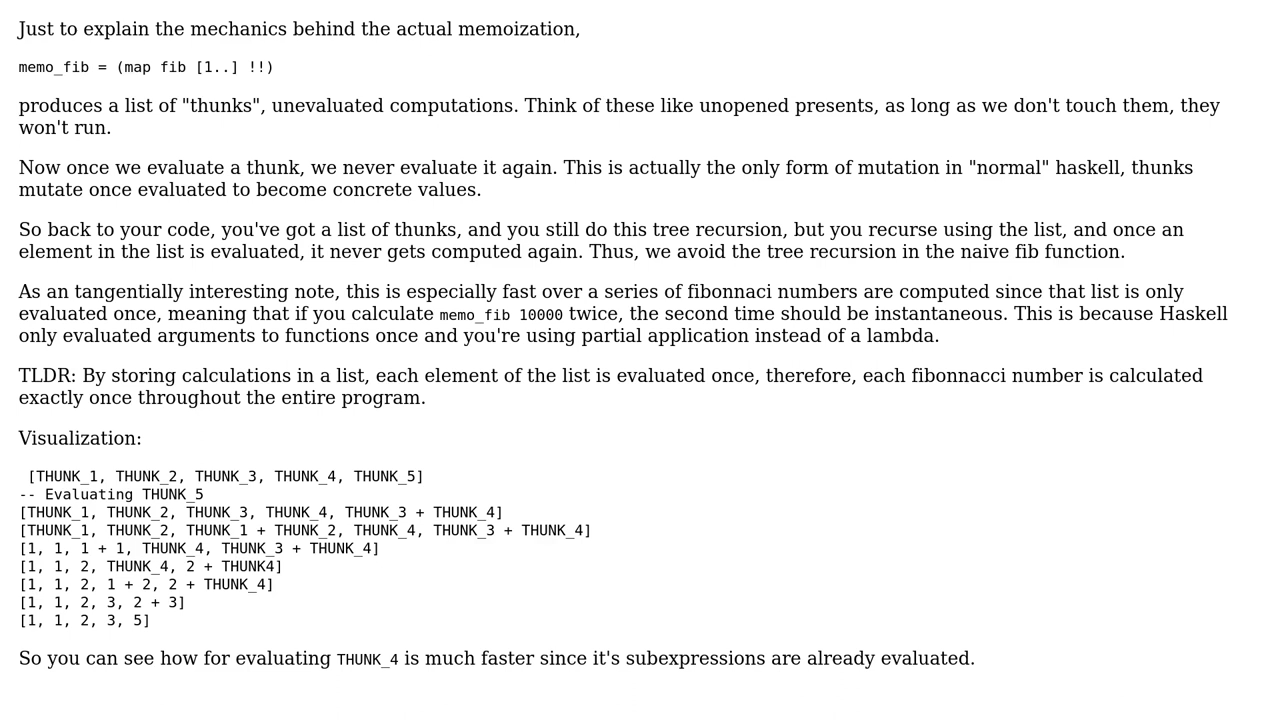 Just to explain the mechanics behind the actual memoization,
memo_fib = (map fib [1..] !!)
produces a list of "thunks", unevaluated computations. Think of these like unopened presents, as long as we don't touch them, they
won't run.
Now once we evaluate a thunk, we never evaluate it again. This is actually the only form of mutation in "normal" haskell, thunks
mutate once evaluated to become concrete values.
So back to your code, you've got a list of thunks, and you still do this tree recursion, but you recurse using the list, and once an
element in the list is evaluated, it never gets computed again. Thus, we avoid the tree recursion in the naive fib function.
As an tangentially interesting note, this is especially fast over a series of fibonnaci numbers are computed since that list is only
evaluated once, meaning that if you calculate memo_fib 10000 twice, the second time should be instantaneous. This is because Haskell
only evaluated arguments to functions once and you're using partial application instead of a lambda.
TLDR: By storing calculations in a list, each element of the list is evaluated once, therefore, each fibonnacci number is calculated
exactly once throughout the entire program.
Visualization:
[THUNK_1, THUNK_2, THUNK_3, THUNK_4, THUNK_5]
-- Evaluating THUNK_5
[THUNK_1, THUNK_2, THUNK_3, THUNK_4, THUNK_3 + THUNK_4]
[THUNK_1, THUNK_2, THUNK_1 + THUNK_2, THUNK_4, THUNK_3 + THUNK_4]
[1, 1, 1 + 1, THUNK_4, THUNK_3 + THUNK_4]
[1, 1, 2, THUNK_4, 2 + THUNK4]
[1, 1, 2, 1 + 2, 2 + THUNK_4]
[1, 1, 2, 3, 2 + 3]
[1, 1, 2, 3, 5]
So you can see how for evaluating THUNK_4 is much faster since it's subexpressions are already evaluated.